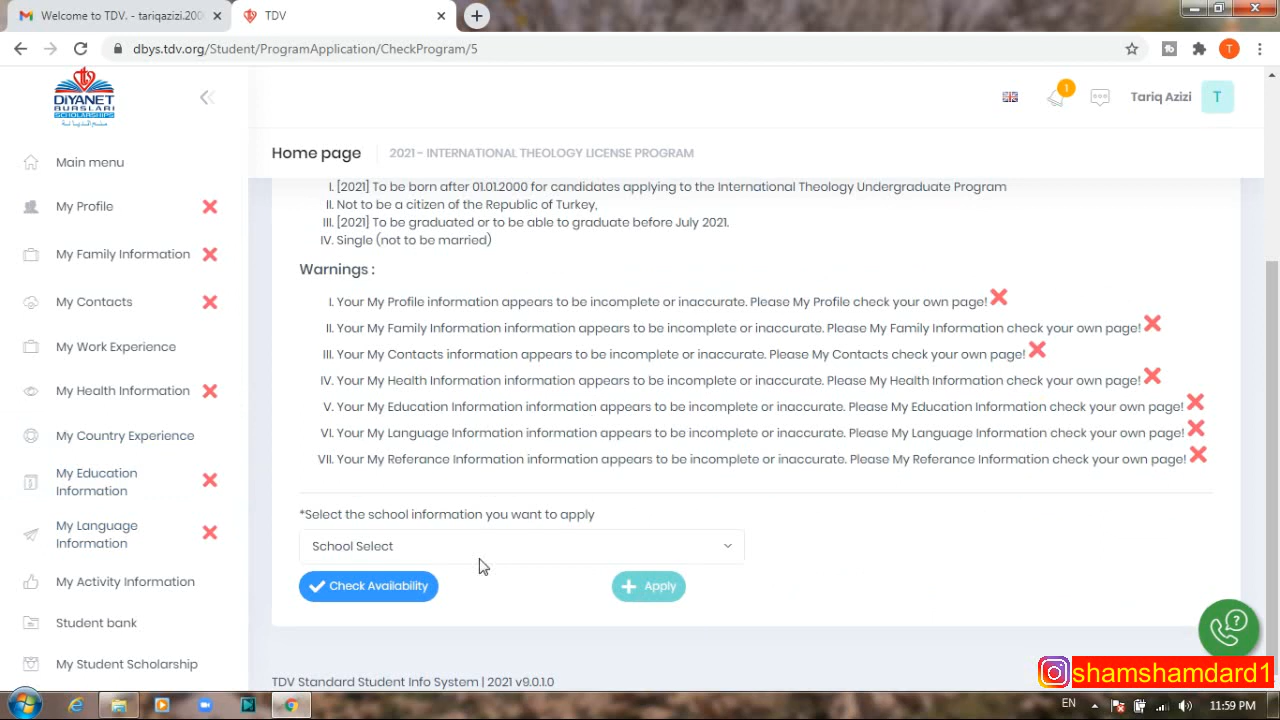 Welcome to TDV. - tariqazizi.200
TDV
dbys.tdv.org/Student/ProgramApplication/CheckProgram/5
T
DIYANET
BURSLARI
SCHOLARSHIPS
Tariq Azizi
T
1
Home page
2021 - INTERNATIONAL THEOLOGY LICENSE PROGRAM
Main menu
My Profile
My Family Information
My Contacts
My Work Experience
My Health Information
My Country Experience
My Education
Information
My Language
Information
My Activity Information
Student bank
My Student Scholarship
I. [2021] To be born after 01.01.2000 for candidates applying to the International Theology Undergraduate Program
II. Not to be a citizen of the Republic of Turkey,
III. [2021] To be graduated or to be able to graduate before July 2021.
IV. Single (not to be married)
Warnings :
I. Your My Profile information appears to be incomplete or inaccurate. Please My Profile check your own page!
II. Your My Family Information information appears to be incomplete or inaccurate. Please My Family Information check your own page!
III. Your My Contacts information appears to be incomplete or inaccurate. Please My Contacts check your own page!
IV. Your My Health Information information appears to be incomplete or inaccurate. Please My Health Information check your own page!
V. Your My Education Information information appears to be incomplete or inaccurate. Please My Education Information check your own page!
VI. Your My Language Information information appears to be incomplete or inaccurate. Please My Language Information check your own page!
VII. Your My Referance Information information appears to be incomplete or inaccurate. Please My Referance Information check your own page!
*Select the school information you want to apply
School Select
Check Availability
Apply
TDV Standard Student Info System | 2021 v9.0.1.0
shamshamdard1
EN
11:59 PM